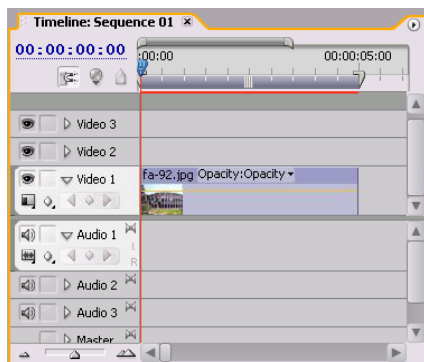 Timeline: Sequence 01 ×
00:00:00:00
:00:00 00:00:05:00
Video 3
Video 2
Video 1
fa-92.jpg Opacity:Opacity
Audio 1
L
R
Audio 2
Audio 3
Master